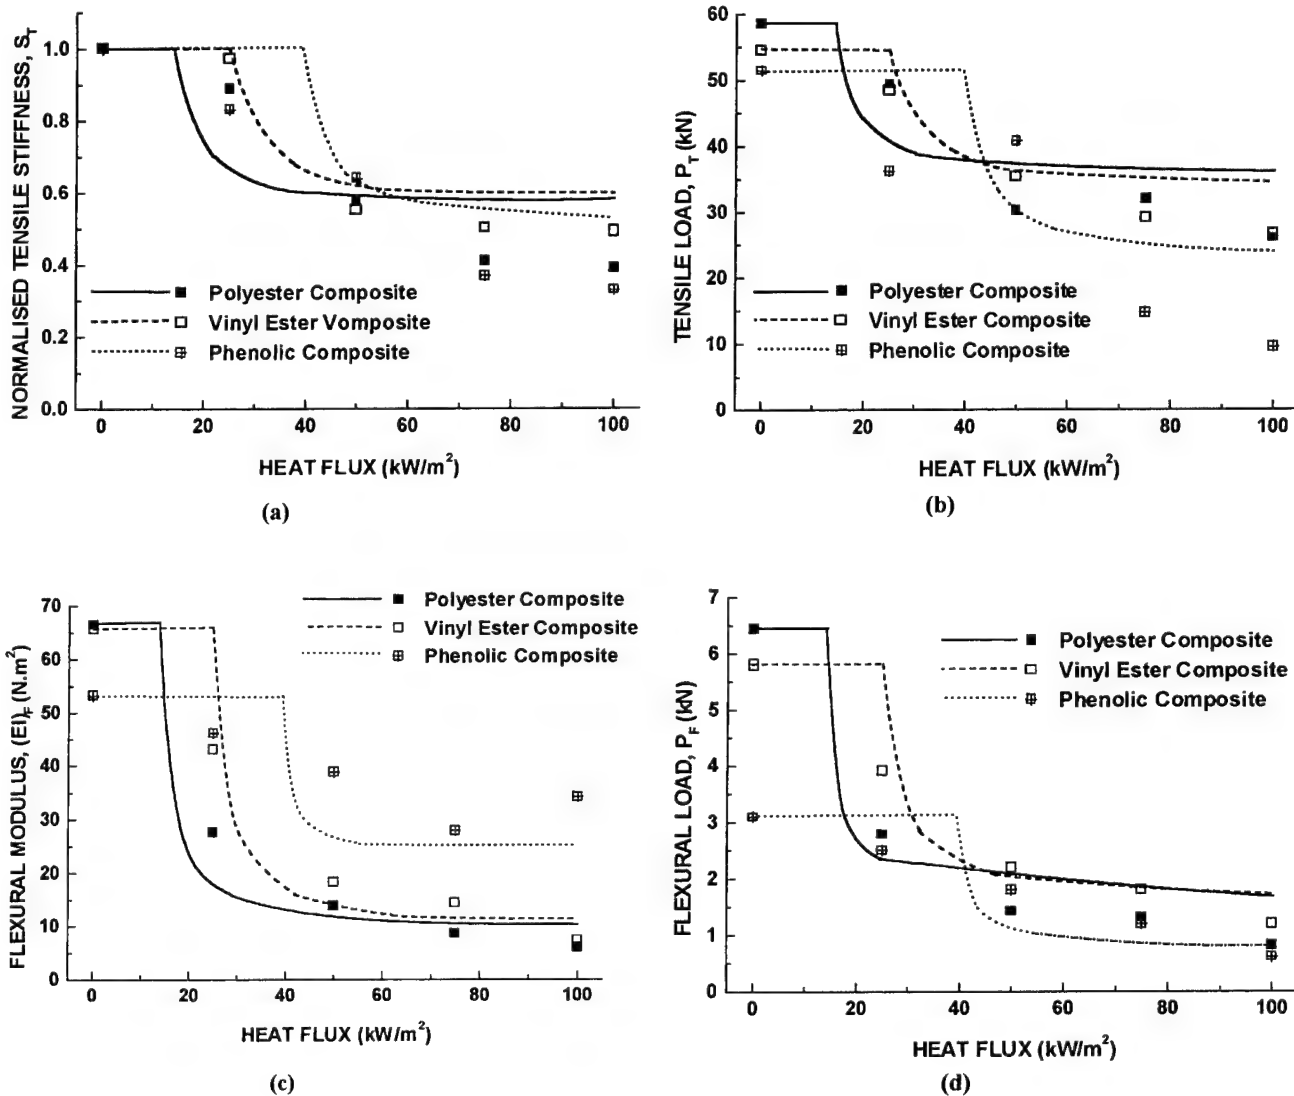 NORMALISED TENSILE STIFFNESS, S_T
1.0
0.8
0.6
0.4
0.2
0.0
Polyester Composite
Vinyl Ester Vomposite
Phenolic Composite
0 20 40 60 80 100
HEAT FLUX (kW/m²)
(a)
TENSILE LOAD, P_T (kN)
60
50
40
30
20
10
0
Polyester Composite
Vinyl Ester Composite
Phenolic Composite
0 20 40 60 80 100
HEAT FLUX (kW/m²)
(b)
FLEXURAL MODULUS, (EI)_F (N.m²)
70
60
50
40
30
20
10
0
Polyester Composite
Vinyl Ester Composite
Phenolic Composite
0 20 40 60 80 100
HEAT FLUX (kW/m²)
(c)
FLEXURAL LOAD, P_F (kN)
7
6
5
4
3
2
1
0
Polyester Composite
Vinyl Ester Composite
Phenolic Composite
0 20 40 60 80 100
HEAT FLUX (kW/m²)
(d)